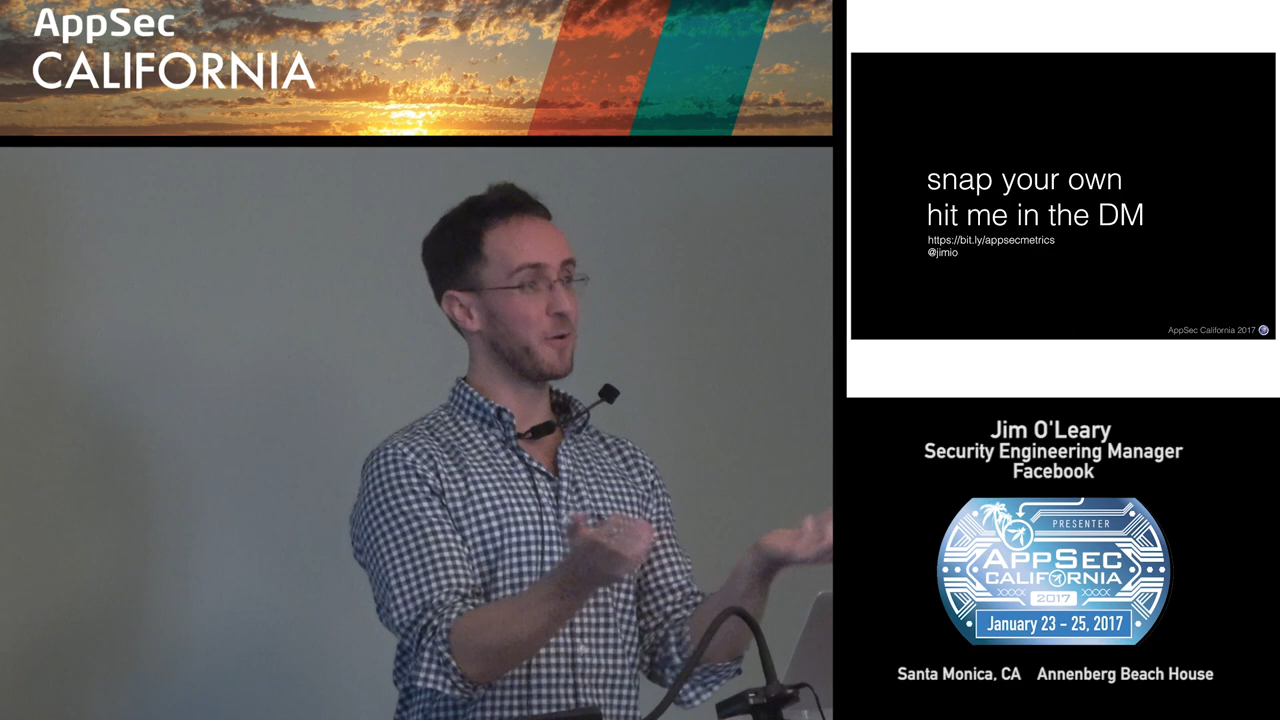 AppSec
CALIFORNIA
snap your own
hit me in the DM
https://bit.ly/appsecmetrics
@jimio
AppSec California 2017
Jim O'Leary
Security Engineering Manager
Facebook
PRESENTER
APPSEC
CALIFORNIA
XXXX 2017 XXXX
January 23 - 25, 2017
Santa Monica, CA Annenberg Beach House